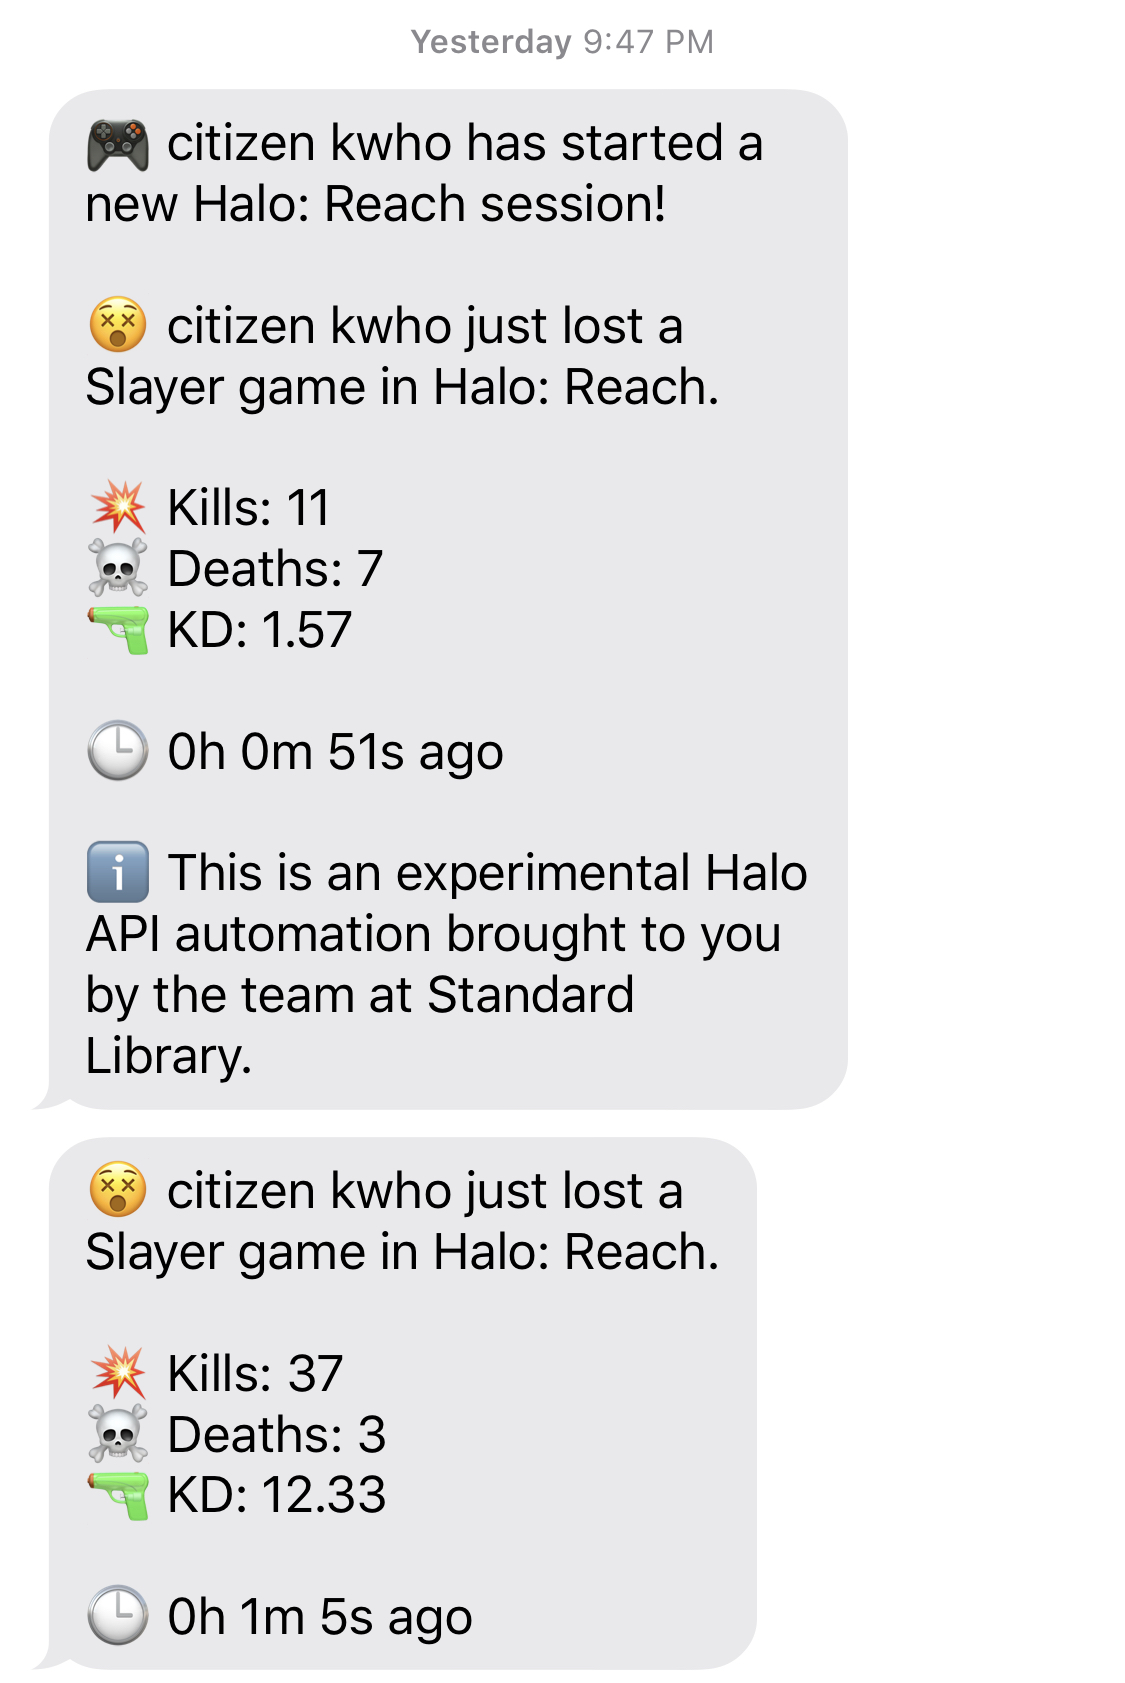 Yesterday 9:47 PM
🎮 citizen kwho has started a
new Halo: Reach session!
😵 citizen kwho just lost a
Slayer game in Halo: Reach.
💥 Kills: 11
☠️ Deaths: 7
🔫 KD: 1.57
🕒 0h 0m 51s ago
ℹ️ This is an experimental Halo
API automation brought to you
by the team at Standard
Library.
😵 citizen kwho just lost a
Slayer game in Halo: Reach.
💥 Kills: 37
☠️ Deaths: 3
🔫 KD: 12.33
🕒 0h 1m 5s ago